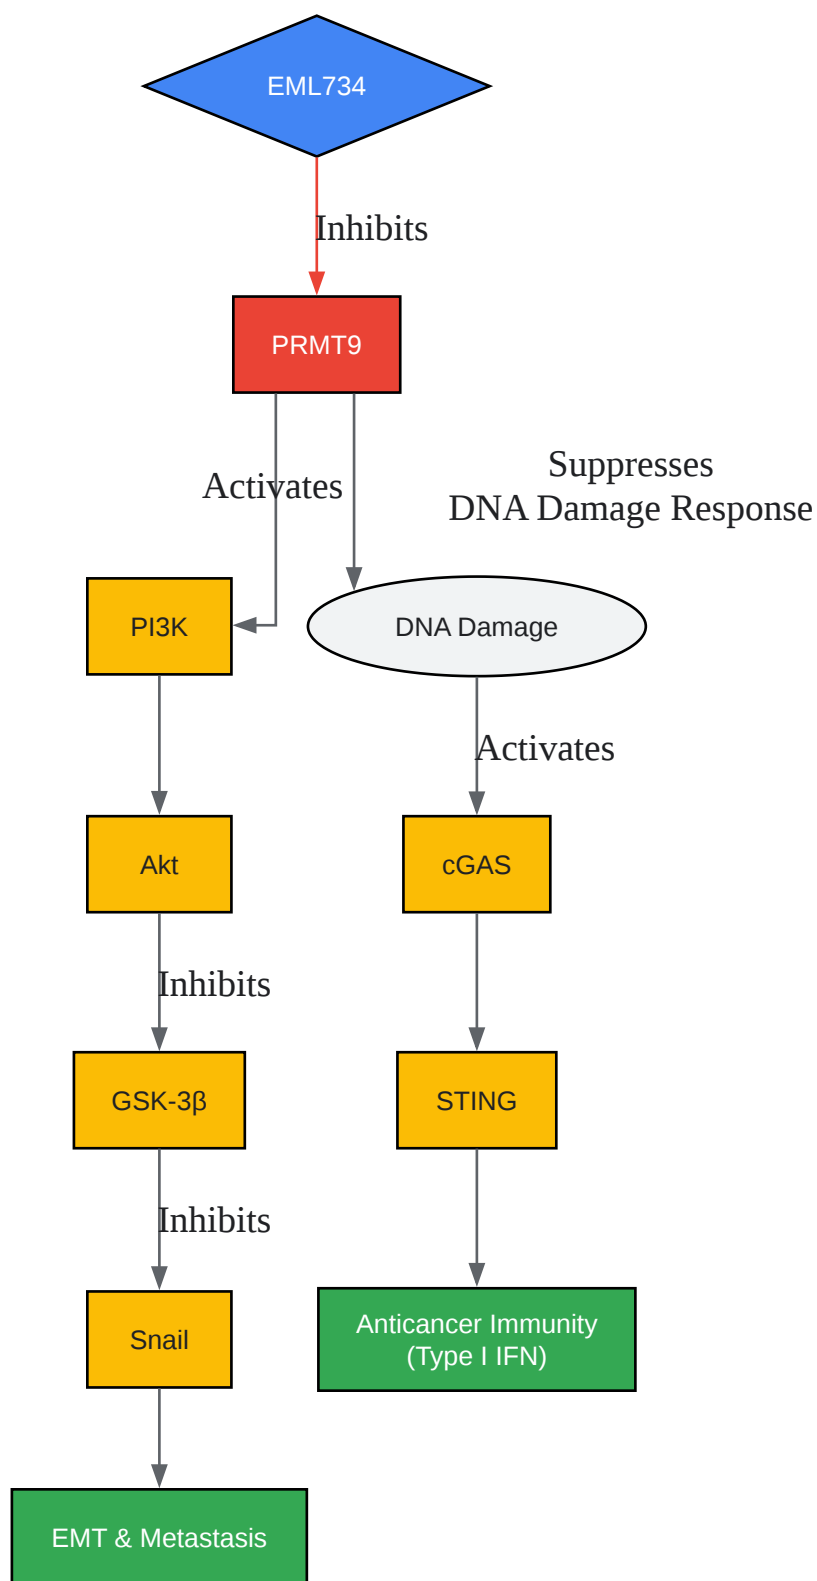 EML734
Inhibits
PRMT9
Activates
Suppresses
DNA Damage Response
PI3K
DNA Damage
Activates
Akt
cGAS
Inhibits
GSK-3β
STING
Inhibits
Snail
Anticancer Immunity
(Type I IFN)
EMT & Metastasis